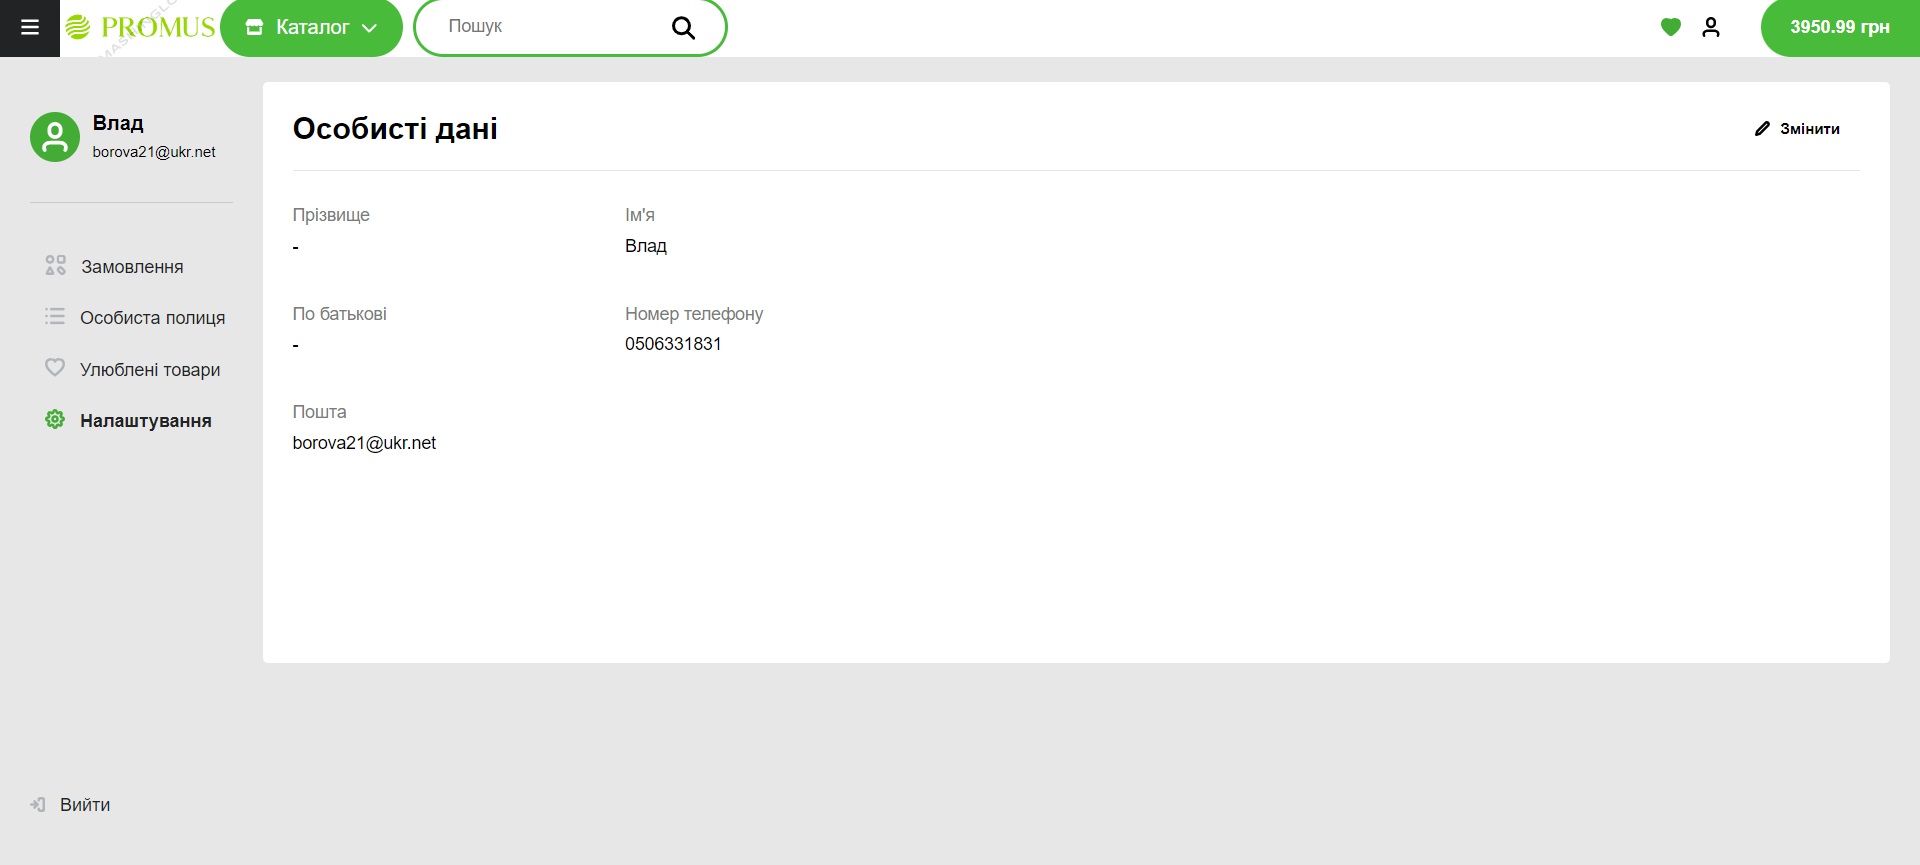 PROMUS
Каталог
Пошук
3950.99 грн
Влад
borova21@ukr.net
Замовлення
Особиста полиця
Улюблені товари
Налаштування
Вийти
Особисті дані
Змінити
Прізвище
-
Ім'я
Влад
По батькові
-
Номер телефону
0506331831
Пошта
borova21@ukr.net